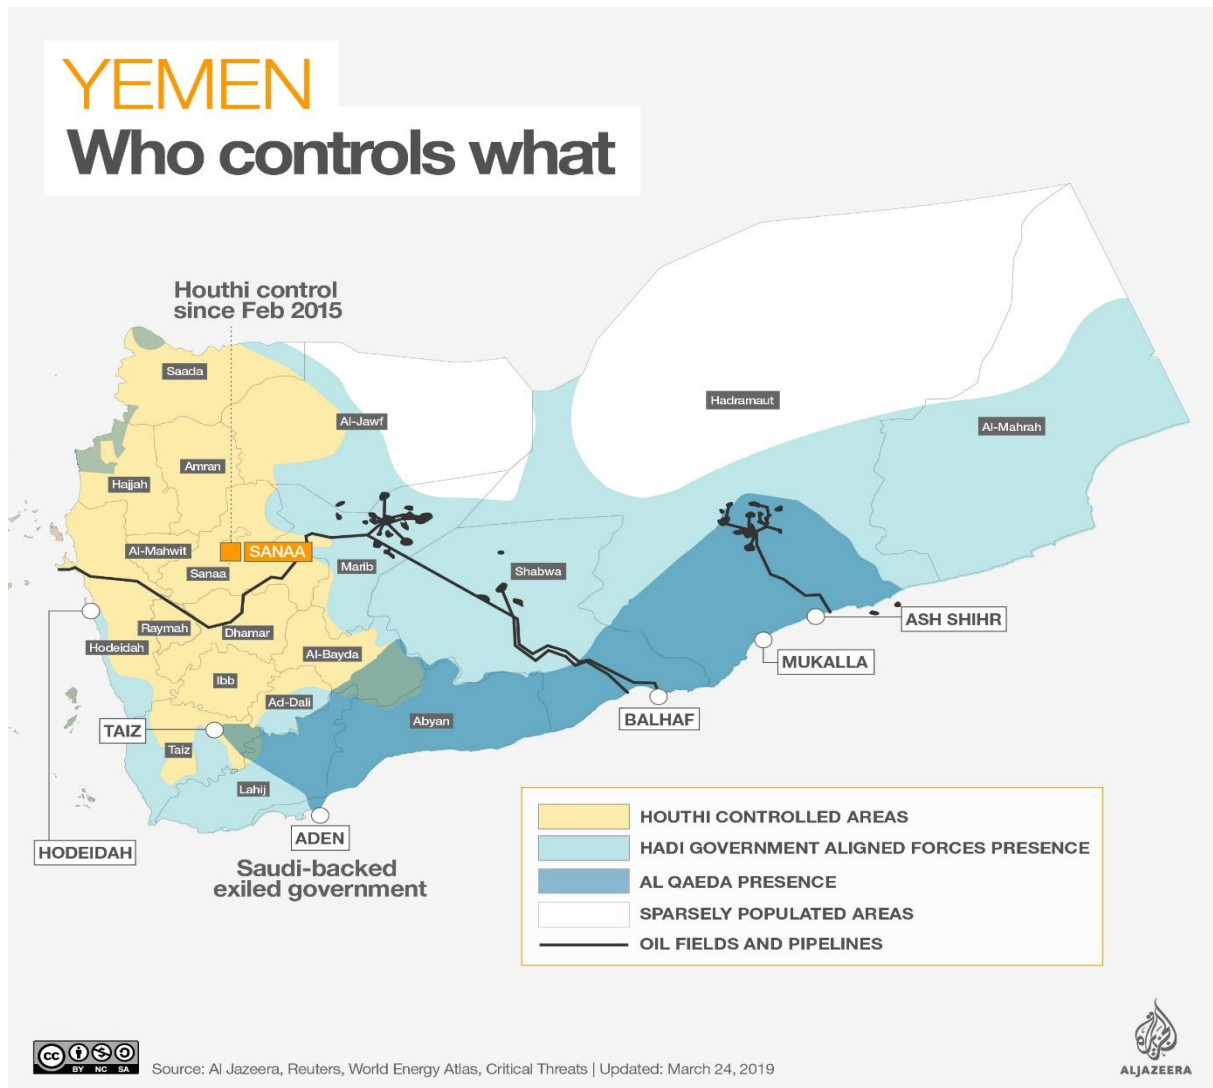 YEMEN
Who controls what
Houthi control
since Feb 2015
Saada
Al-Jawf
Hadramaut
Al-Mahrah
Amran
Hajjah
Al-Mahwit
SANAA
Sanaa
Marib
Shabwa
Raymah
Dhamar
Hodeidah
Al-Bayda
Ibb
Ad-Dali
ASH SHIHR
MUKALLA
BALHAF
Abyan
TAIZ
Taiz
Lahij
ADEN
HODEIDAH
Saudi-backed
exiled government
HOUTHI CONTROLLED AREAS
HADI GOVERNMENT ALIGNED FORCES PRESENCE
AL QAEDA PRESENCE
SPARSELY POPULATED AREAS
OIL FIELDS AND PIPELINES
cc BY NC SA
Source: Al Jazeera, Reuters, World Energy Atlas, Critical Threats | Updated: March 24, 2019
ALJAZEERA